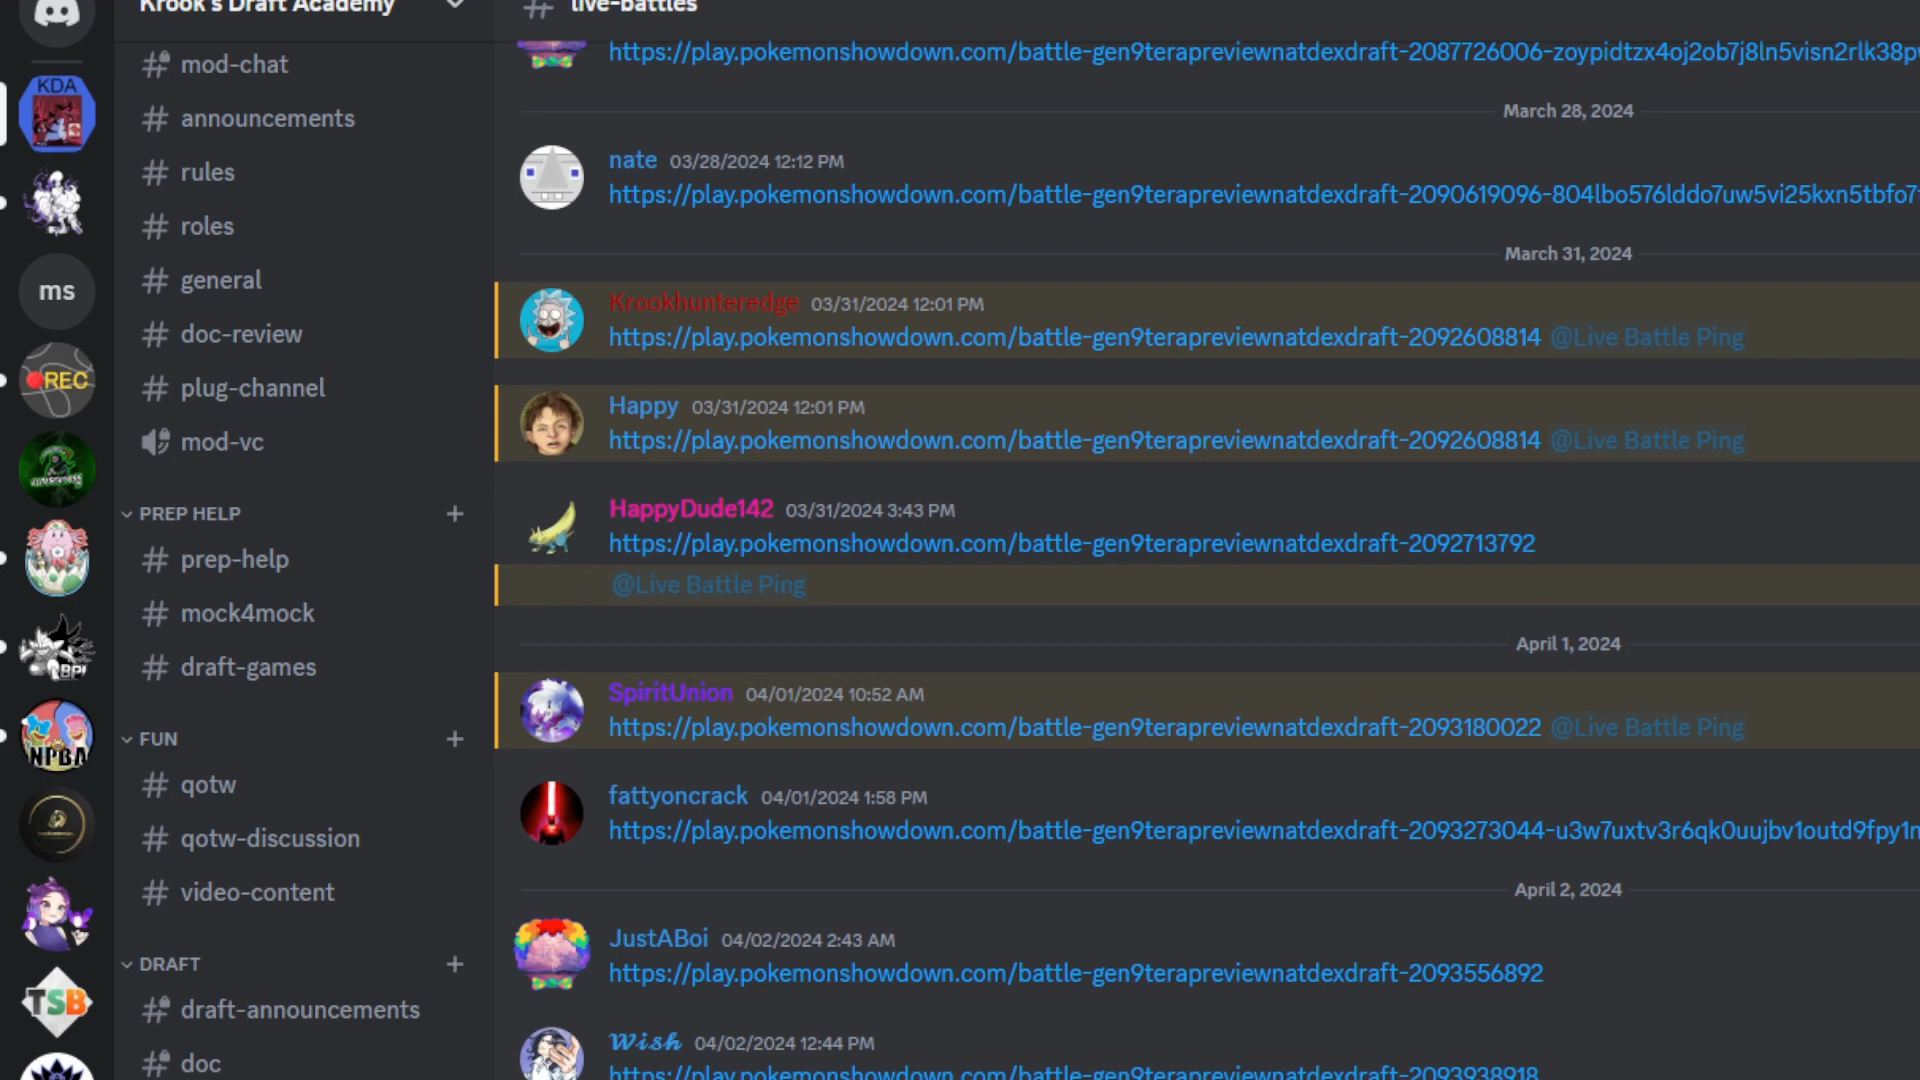 Krook's Draft Academy
mod-chat
announcements
rules
roles
general
doc-review
plug-channel
mod-vc
PREP HELP
prep-help
mock4mock
draft-games
FUN
qotw
qotw-discussion
video-content
DRAFT
draft-announcements
doc
KDA
ms
REC
BPL
NPBA
TSB
live-battles
https://play.pokemonshowdown.com/battle-gen9terapreviewnatdexdraft-2087726006-zoypidtzx4oj2ob7j8ln5visn2rlk38p
March 28, 2024
nate 03/28/2024 12:12 PM
https://play.pokemonshowdown.com/battle-gen9terapreviewnatdexdraft-2090619096-804lbo576lddo7uw5vi25kxn5tbfo7
March 31, 2024
Krookhunteredge 03/31/2024 12:01 PM
https://play.pokemonshowdown.com/battle-gen9terapreviewnatdexdraft-2092608814 @Live Battle Ping
Happy 03/31/2024 12:01 PM
https://play.pokemonshowdown.com/battle-gen9terapreviewnatdexdraft-2092608814 @Live Battle Ping
HappyDude142 03/31/2024 3:43 PM
https://play.pokemonshowdown.com/battle-gen9terapreviewnatdexdraft-2092713792
@Live Battle Ping
April 1, 2024
SpiritUnion 04/01/2024 10:52 AM
https://play.pokemonshowdown.com/battle-gen9terapreviewnatdexdraft-2093180022 @Live Battle Ping
fattyoncrack 04/01/2024 1:58 PM
https://play.pokemonshowdown.com/battle-gen9terapreviewnatdexdraft-2093273044-u3w7uxtv3r6qk0uujbv1outd9fpy1
April 2, 2024
JustABoi 04/02/2024 2:43 AM
https://play.pokemonshowdown.com/battle-gen9terapreviewnatdexdraft-2093556892
𝓦𝓲𝓼𝓱 04/02/2024 12:44 PM
https://play.pokemonshowdown.com/battle-gen9terapreviewnatdexdraft-2093938918